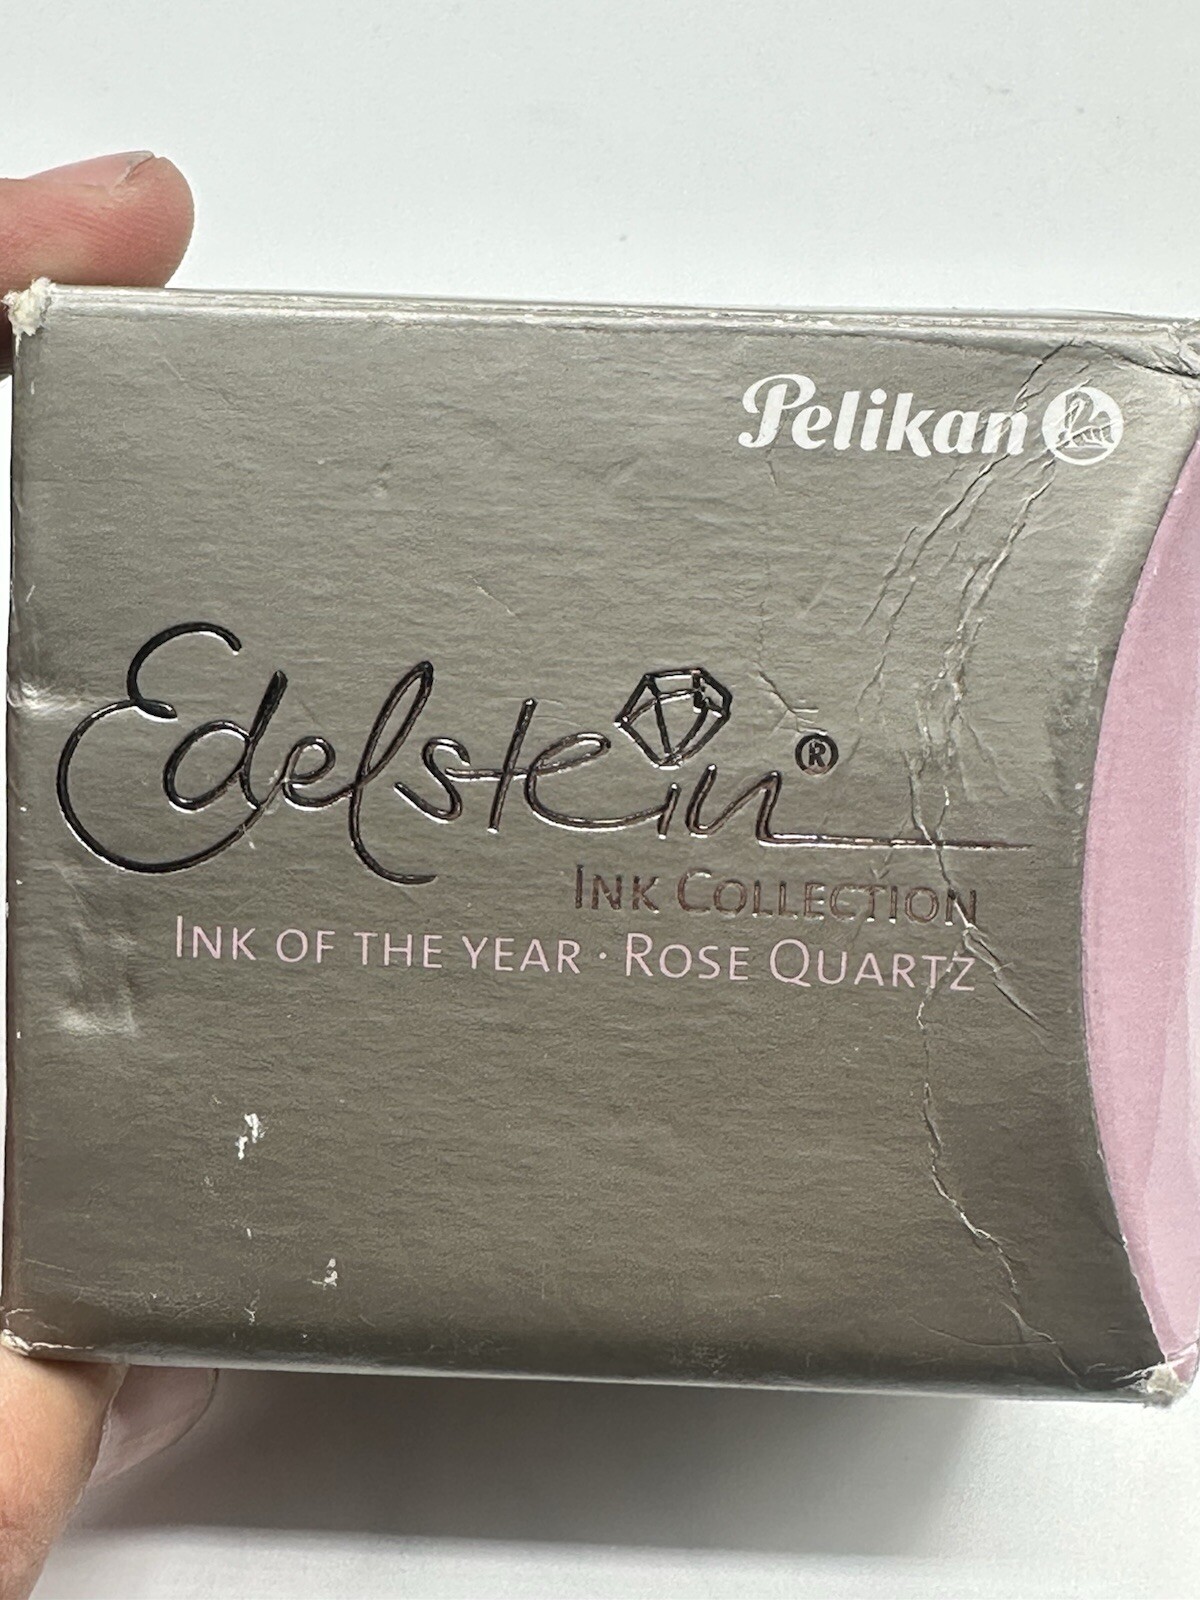 Pelikan
Edelstein®
INK COLLECTION
INK OF THE YEAR · ROSE QUARTZ